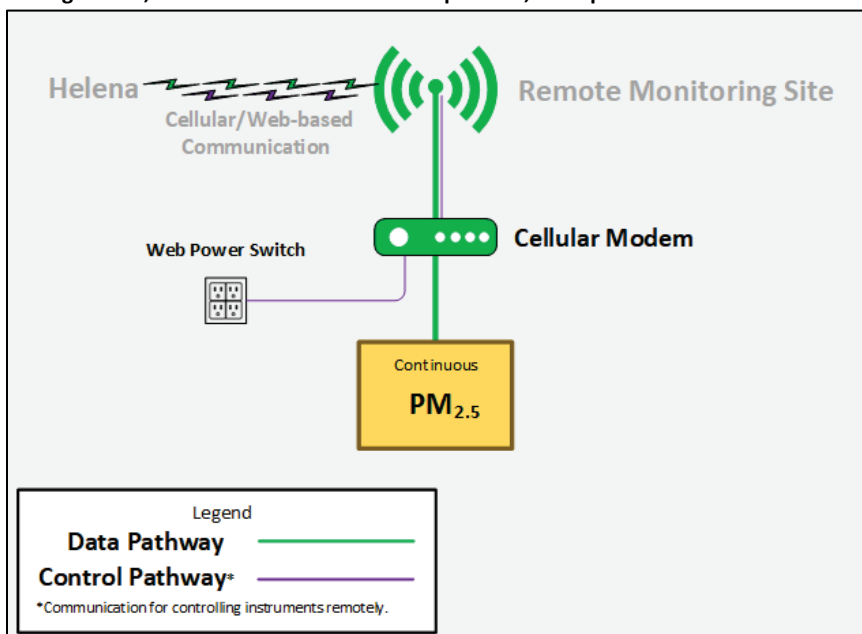 Helena
Remote Monitoring Site
Cellular/Web-based
Communication
Cellular Modem
Web Power Switch
Continuous
PM2.5
Legend
Data Pathway
Control Pathway*
*Communication for controlling instruments remotely.